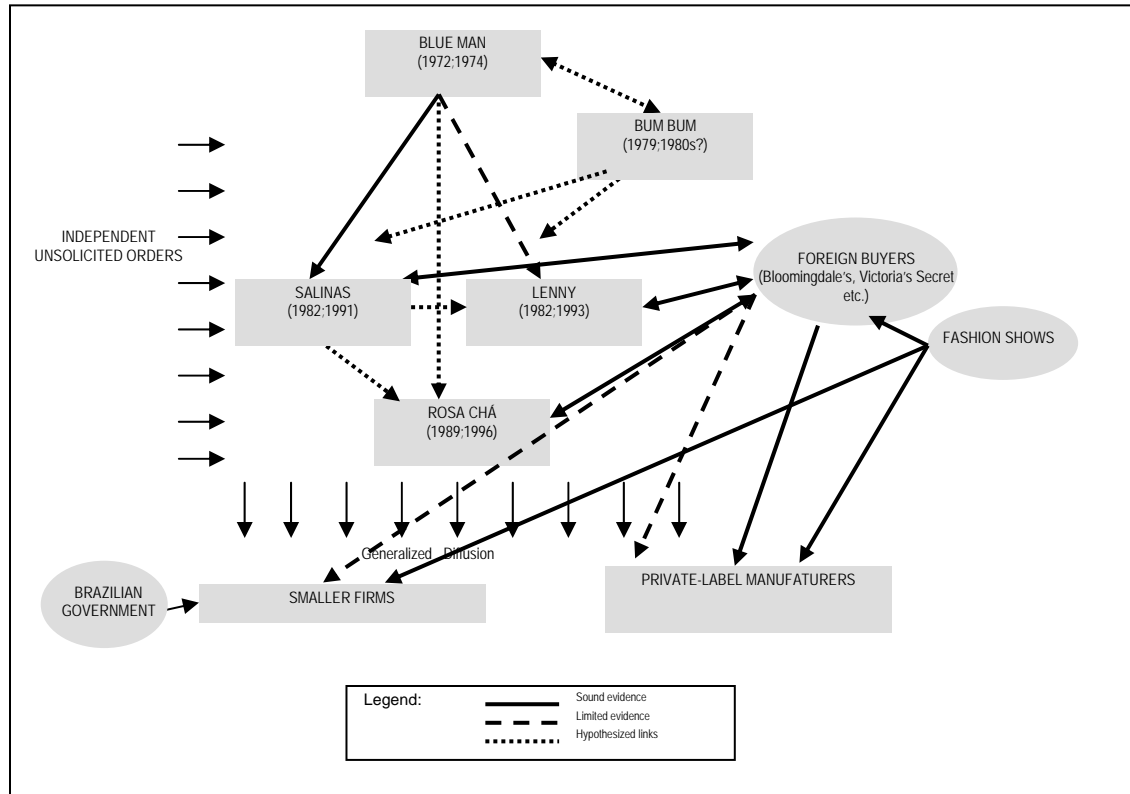 BLUE MAN
(1972;1974)
BUM BUM
(1979;1980s?)
INDEPENDENT
UNSOLICITED ORDERS
FOREIGN BUYERS
(Bloomingdale's, Victoria's Secret
etc.)
SALINAS
(1982;1991)
LENNY
(1982;1993)
FASHION SHOWS
ROSA CHÁ
(1989;1996)
Generalized Diffusion
BRAZILIAN
GOVERNMENT
SMALLER FIRMS
PRIVATE-LABEL MANUFATURERS
Legend:
Sound evidence
Limited evidence
Hypothesized links